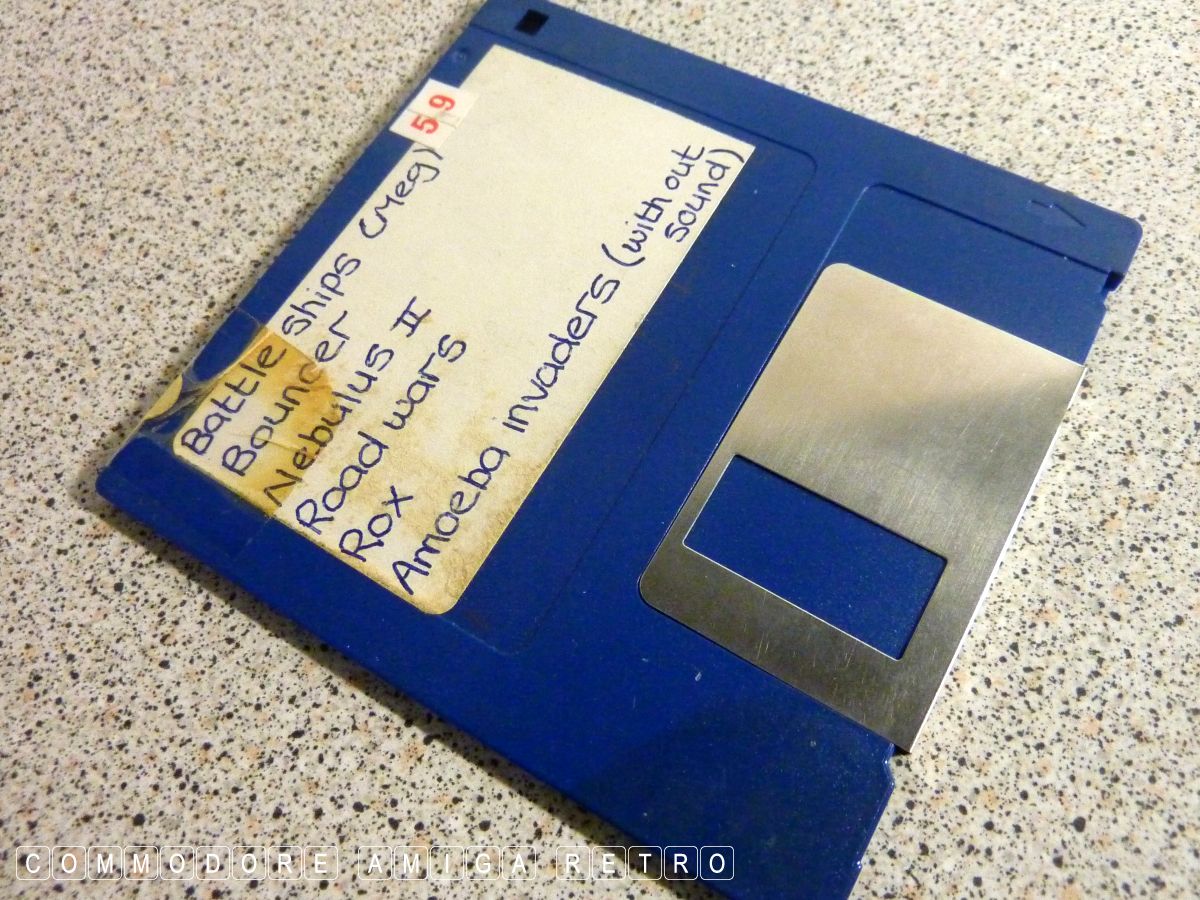 59
Battle ships (Meg)
Bouncer
Nebulus II
Road wars
Rox
Amoeba invaders (with out
sound)
COMMODORE AMIGA RETRO